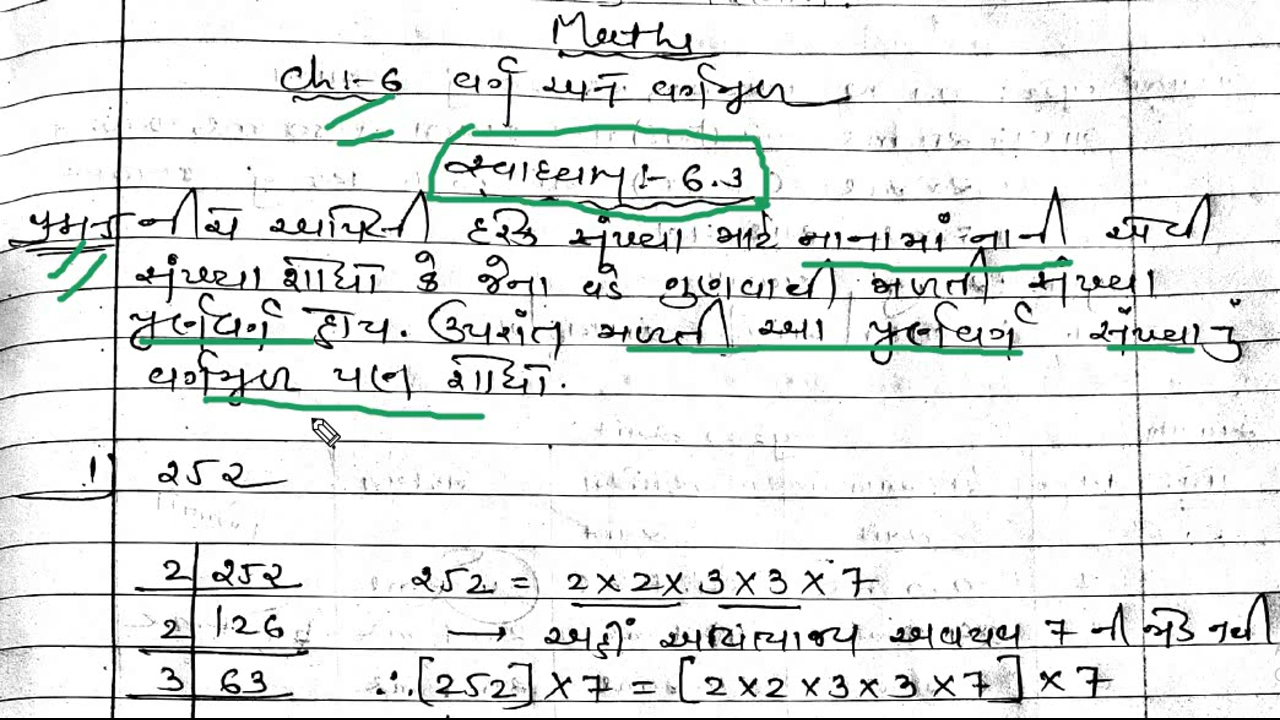 Maths
Ch:- 6 વર્ગ અને વર્ગમૂળ
સ્વાધ્યાય :- 6.3
પ્રશ્ન-5 નીચે આપેલી દરેક સંખ્યા માટે નાનામાં નાની એવી
સંખ્યા શોધો કે જેના વડે ગુણવાથી મળતી સંખ્યા
પૂર્ણવર્ગ હોય. ઉપરાંત મળતી આ પૂર્ણવર્ગ સંખ્યાનું
વર્ગમૂળ પણ શોધો.
1) 252
2 252 252 = 2 × 2 × 3 × 3 × 7
2 126 → અહીં અવિભાજ્ય અવયવ 7 ની જોડ નથી
3 63 ∴ [252] × 7 = [2 × 2 × 3 × 3 × 7] × 7